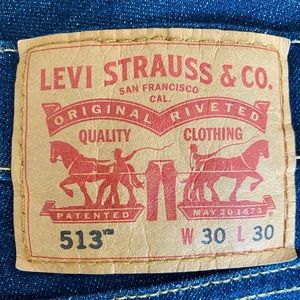 LEVI STRAUSS & CO.
SAN FRANCISCO
CAL.
ORIGINAL RIVETED
QUALITY CLOTHING
PATENTED MAY 20 1873
513™ W 30 L 30